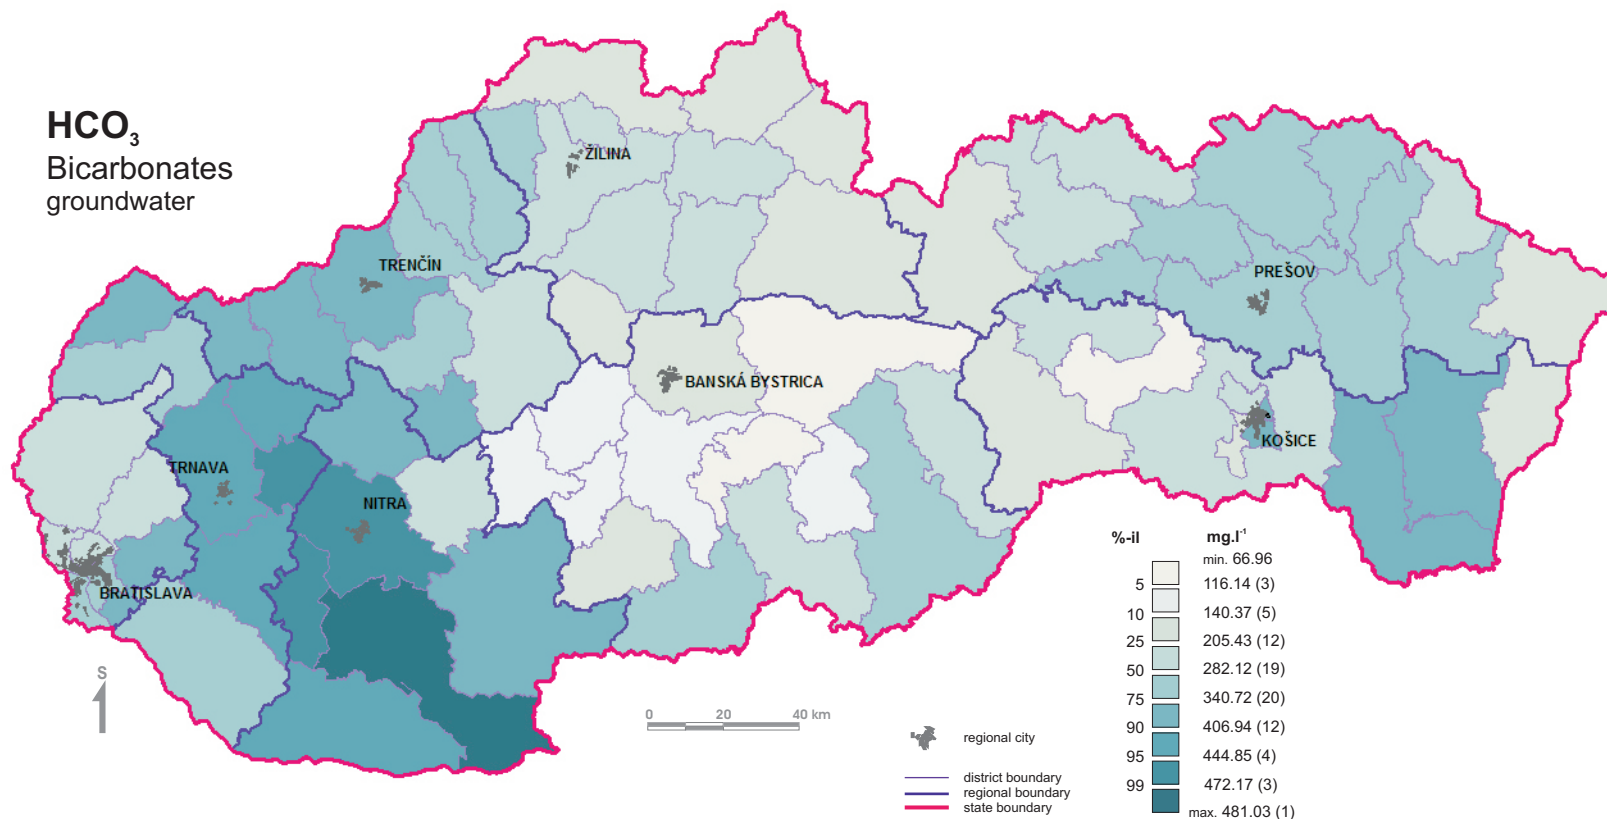 HCO₃
Bicarbonates
groundwater
ŽILINA
TRENČÍN
PREŠOV
BANSKÁ BYSTRICA
KOŠICE
TRNAVA
NITRA
BRATISLAVA
S
0 20 40 km
regional city
district boundary
regional boundary
state boundary
%-il mg.l⁻¹
min. 66.96
5 116.14 (3)
10 140.37 (5)
25 205.43 (12)
50 282.12 (19)
75 340.72 (20)
90 406.94 (12)
95 444.85 (4)
99 472.17 (3)
max. 481.03 (1)